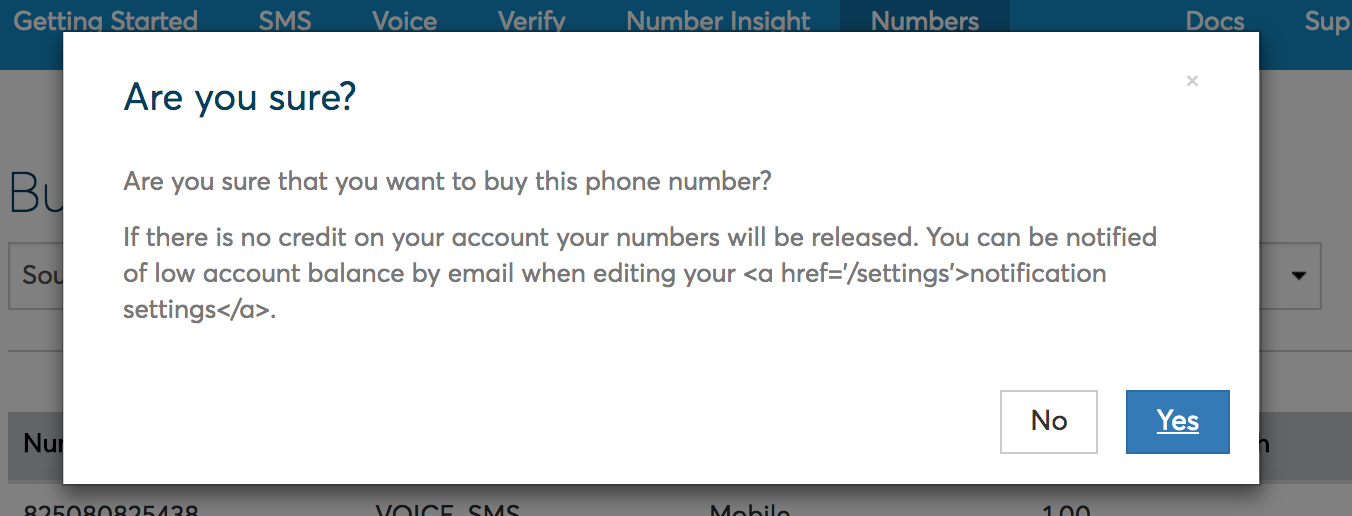 Getting Started SMS Voice Verify Number Insight Numbers Docs Sup
Are you sure? ×
Are you sure that you want to buy this phone number?
If there is no credit on your account your numbers will be released. You can be notified
of low account balance by email when editing your <a href='/settings'>notification
settings</a>.
No Yes
Bu
Sou
Nur h
825080825438 VOICE, SMS Mobile 1.00